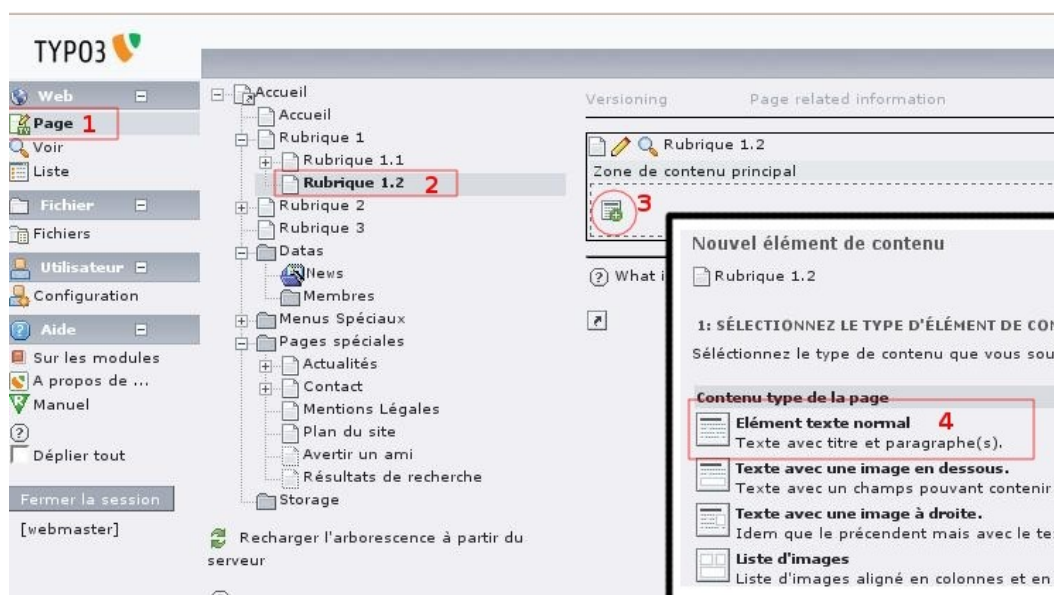 TYPO3
Web
Page 1
Voir
Liste
Fichier
Fichiers
Utilisateur
Configuration
Aide
Sur les modules
A propos de ...
Manuel
Déplier tout
Fermer la session
[webmaster]
Accueil
Accueil
Rubrique 1
Rubrique 1.1
Rubrique 1.2 2
Rubrique 2
Rubrique 3
Datas
News
Membres
Menus Spéciaux
Pages spéciales
Actualités
Contact
Mentions Légales
Plan du site
Avertir un ami
Résultats de recherche
Storage
Recharger l'arborescence à partir du
serveur
Versioning Page related information
Rubrique 1.2
Zone de contenu principal
3
What i
Nouvel élément de contenu
Rubrique 1.2
1: SÉLECTIONNEZ LE TYPE D'ÉLÉMENT DE CON
Séléctionnez le type de contenu que vous sou
Contenu type de la page
Elément texte normal 4
Texte avec titre et paragraphe(s).
Texte avec une image en dessous.
Texte avec un champs pouvant contenir
Texte avec une image à droite.
Idem que le précendent mais avec le te
Liste d'images
Liste d'images aligné en colonnes et en